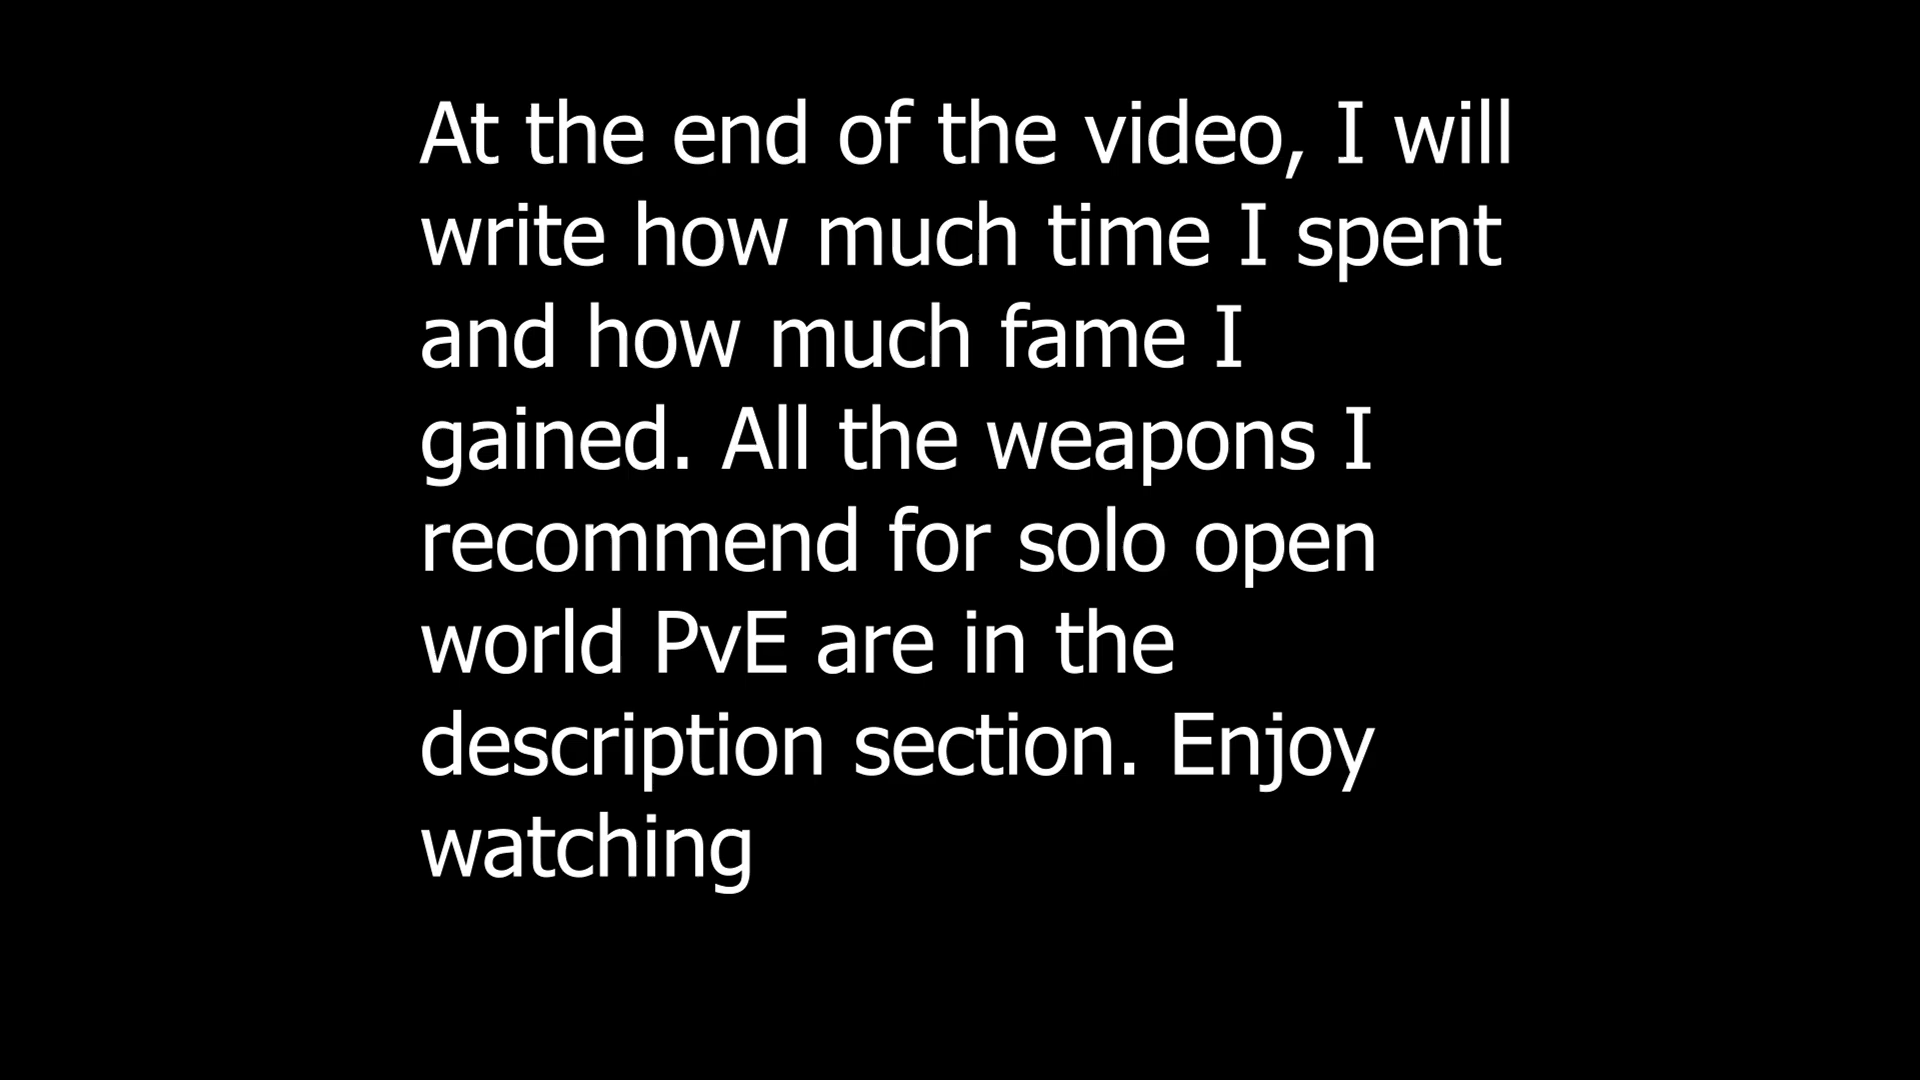 At the end of the video, I will
write how much time I spent
and how much fame I
gained. All the weapons I
recommend for solo open
world PvE are in the
description section. Enjoy
watching